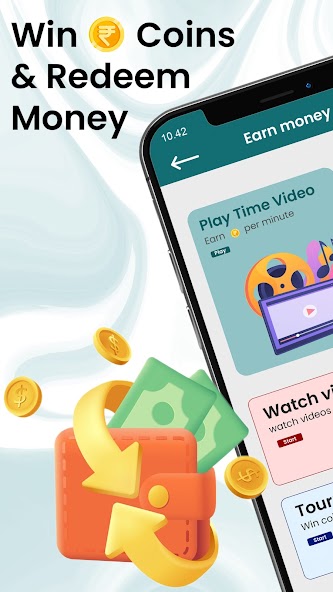 Win ₹ Coins
& Redeem
Money
10.42
Earn money
Play Time Video
Earn per minute
Play
Watch vi
watch videos
Start
Tour
Win coi
Start